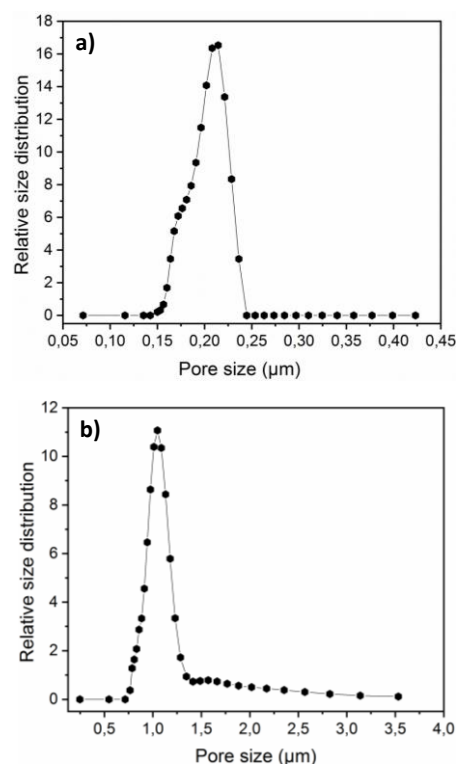 a)
Relative size distribution
18
16
14
12
10
8
6
4
2
0
0,05 0,10 0,15 0,20 0,25 0,30 0,35 0,40 0,45
Pore size (µm)
b)
Relative size distribution
12
10
8
6
4
2
0
0,5 1,0 1,5 2,0 2,5 3,0 3,5 4,0
Pore size (µm)